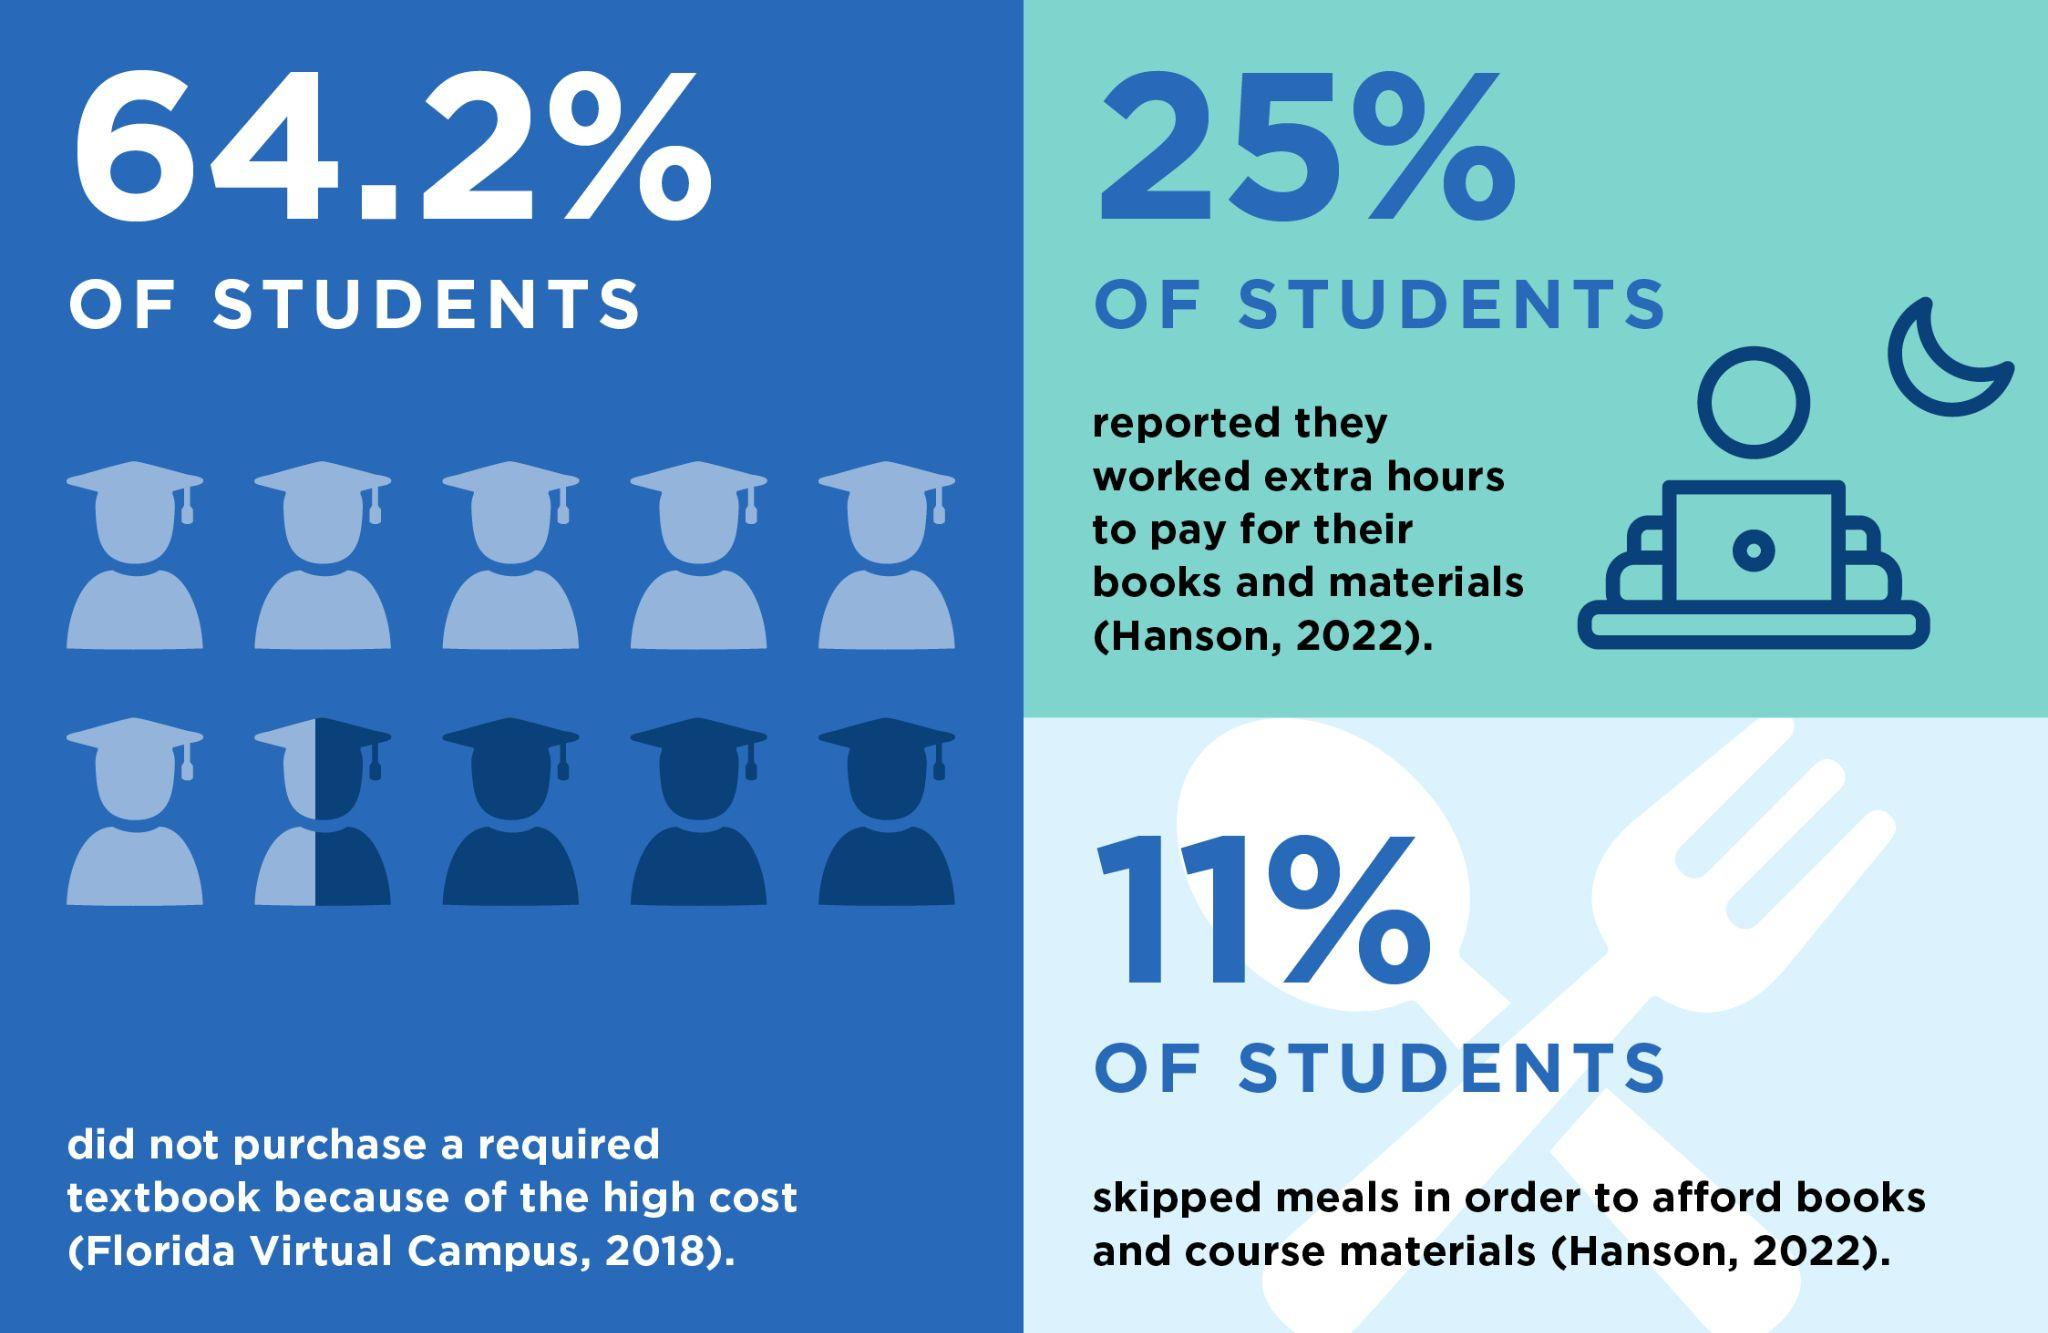 64.2%
OF STUDENTS
did not purchase a required
textbook because of the high cost
(Florida Virtual Campus, 2018).
25%
OF STUDENTS
reported they
worked extra hours
to pay for their
books and materials
(Hanson, 2022).
11%
OF STUDENTS
skipped meals in order to afford books
and course materials (Hanson, 2022).